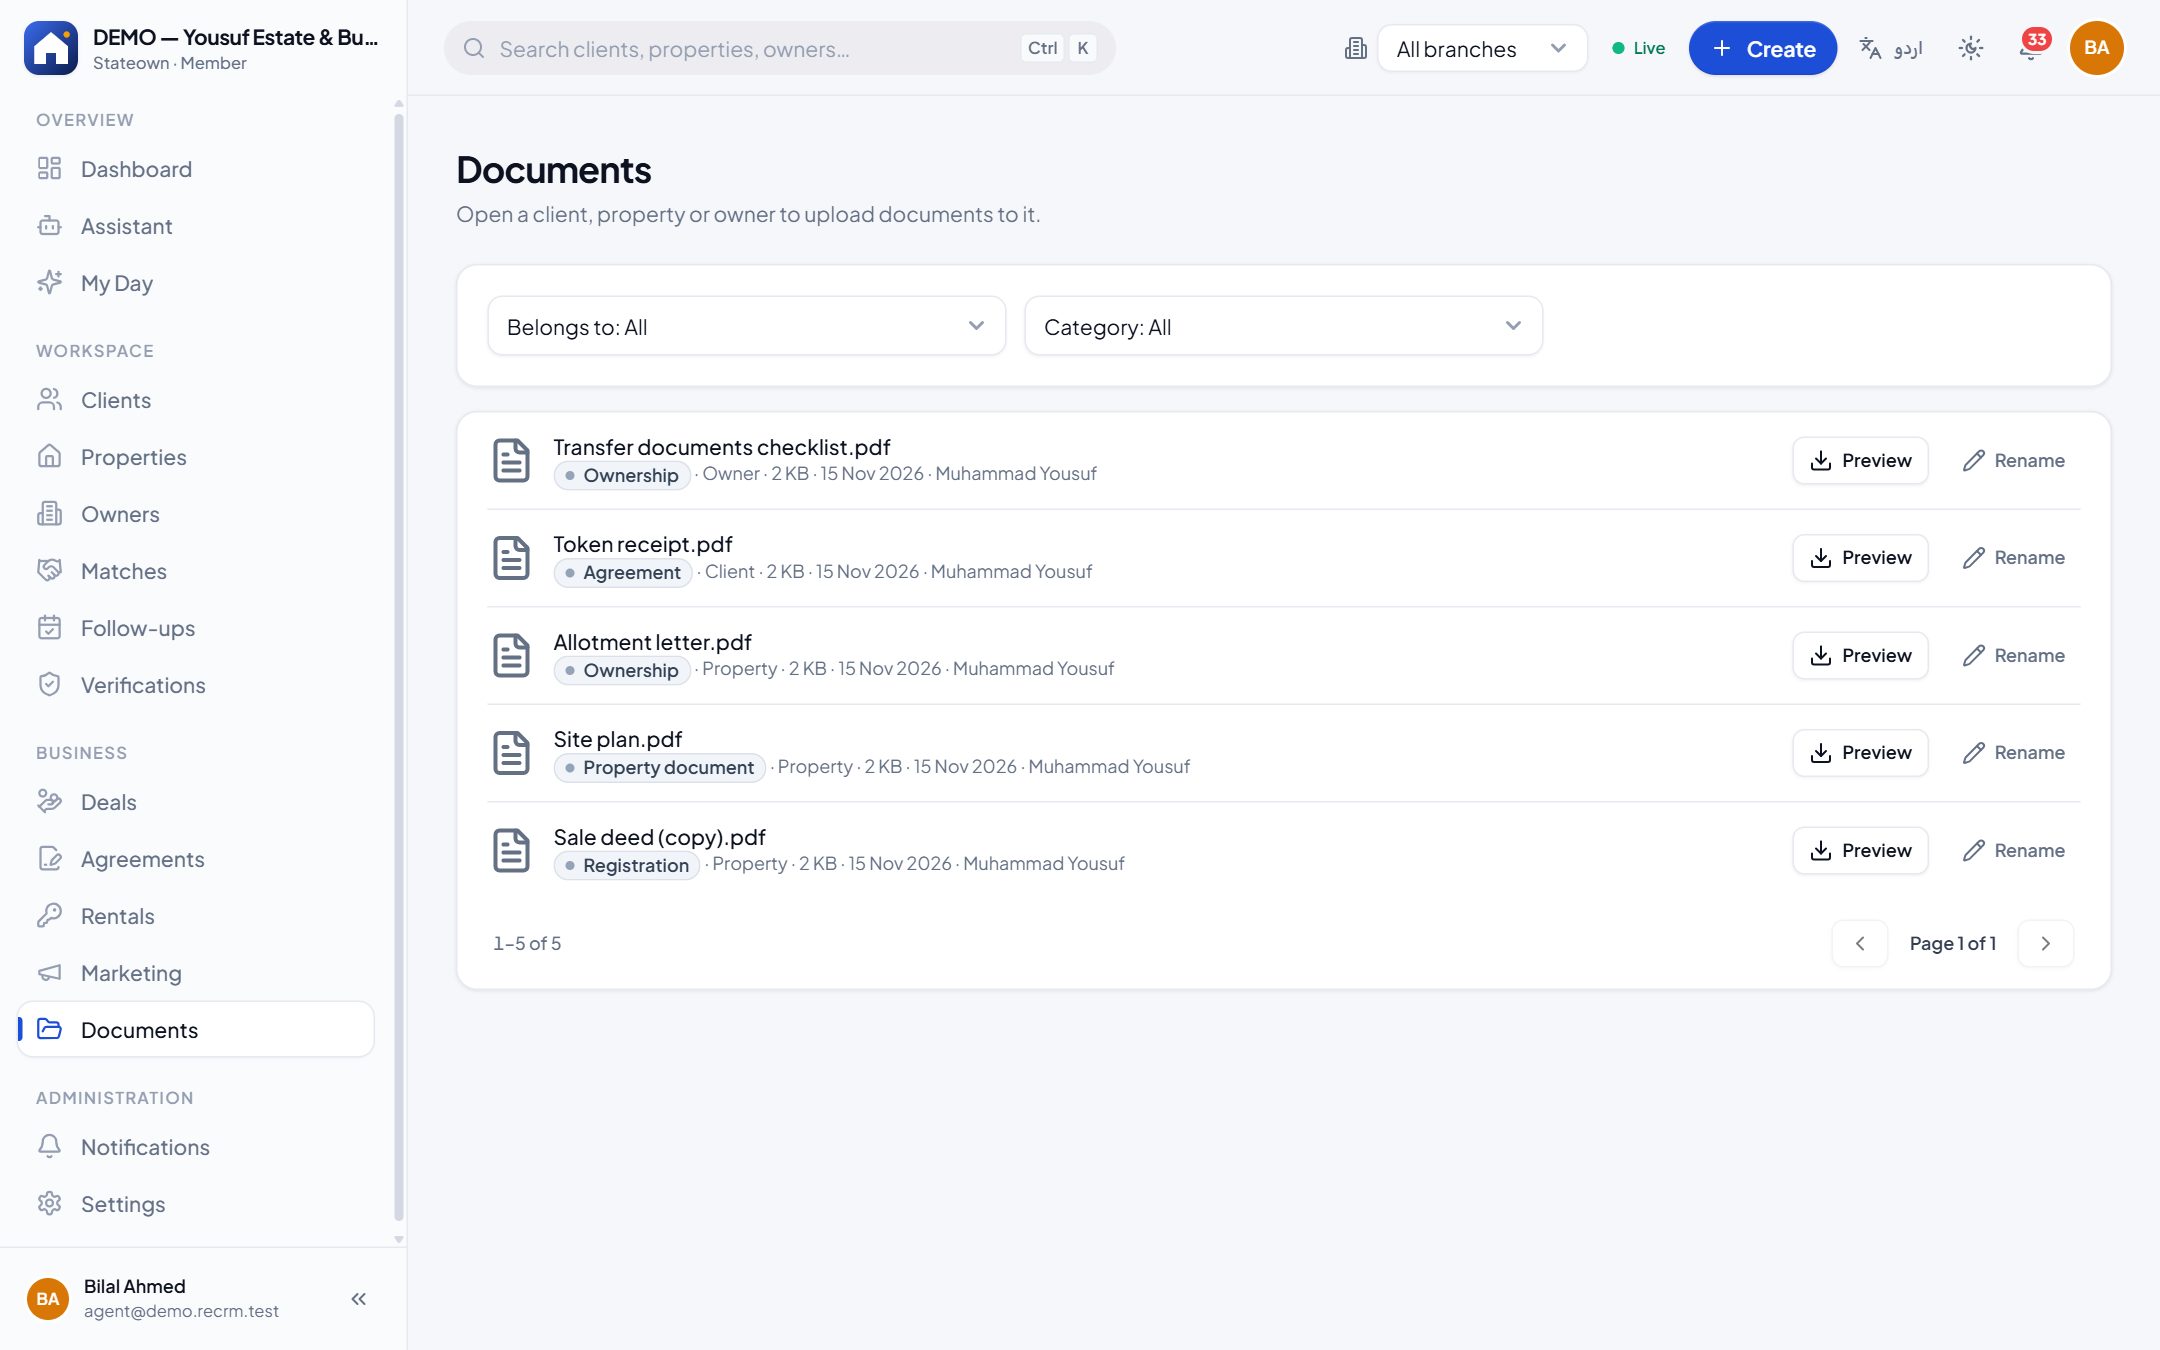 DEMO — Yousuf Estate & Bu...
Stateown · Member
Search clients, properties, owners...
Ctrl K
All branches
Live
Create
اردو
33
BA
OVERVIEW
Dashboard
Assistant
My Day
WORKSPACE
Clients
Properties
Owners
Matches
Follow-ups
Verifications
BUSINESS
Deals
Agreements
Rentals
Marketing
Documents
ADMINISTRATION
Notifications
Settings
BA
Bilal Ahmed
agent@demo.recrm.test
Documents
Open a client, property or owner to upload documents to it.
Belongs to: All
Category: All
Transfer documents checklist.pdf
Ownership · Owner · 2 KB · 15 Nov 2026 · Muhammad Yousuf
Preview
Rename
Token receipt.pdf
Agreement · Client · 2 KB · 15 Nov 2026 · Muhammad Yousuf
Preview
Rename
Allotment letter.pdf
Ownership · Property · 2 KB · 15 Nov 2026 · Muhammad Yousuf
Preview
Rename
Site plan.pdf
Property document · Property · 2 KB · 15 Nov 2026 · Muhammad Yousuf
Preview
Rename
Sale deed (copy).pdf
Registration · Property · 2 KB · 15 Nov 2026 · Muhammad Yousuf
Preview
Rename
1–5 of 5
Page 1 of 1